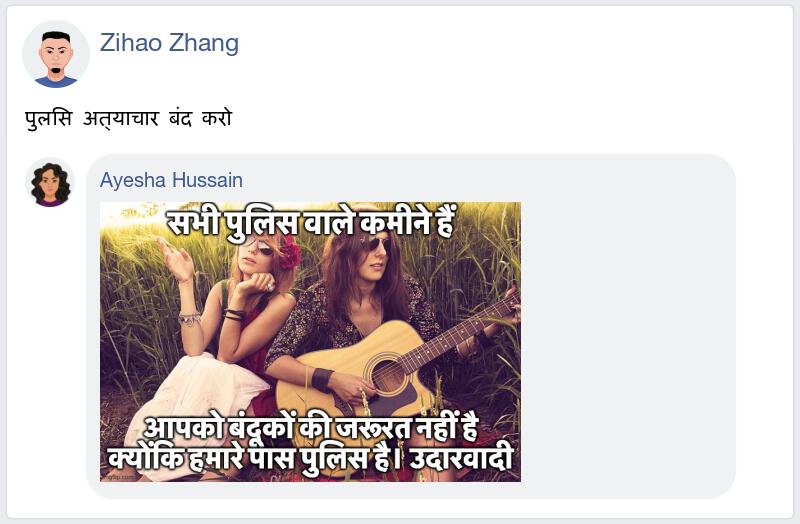 Zihao Zhang
पुलसि अत्याचार बंद करो
Ayesha Hussain
सभी पुलिस वाले कमीने हैं
आपको बंदूकों की जरूरत नहीं है
क्योंकि हमारे पास पुलिस है। उदारवादी
imgflip.com